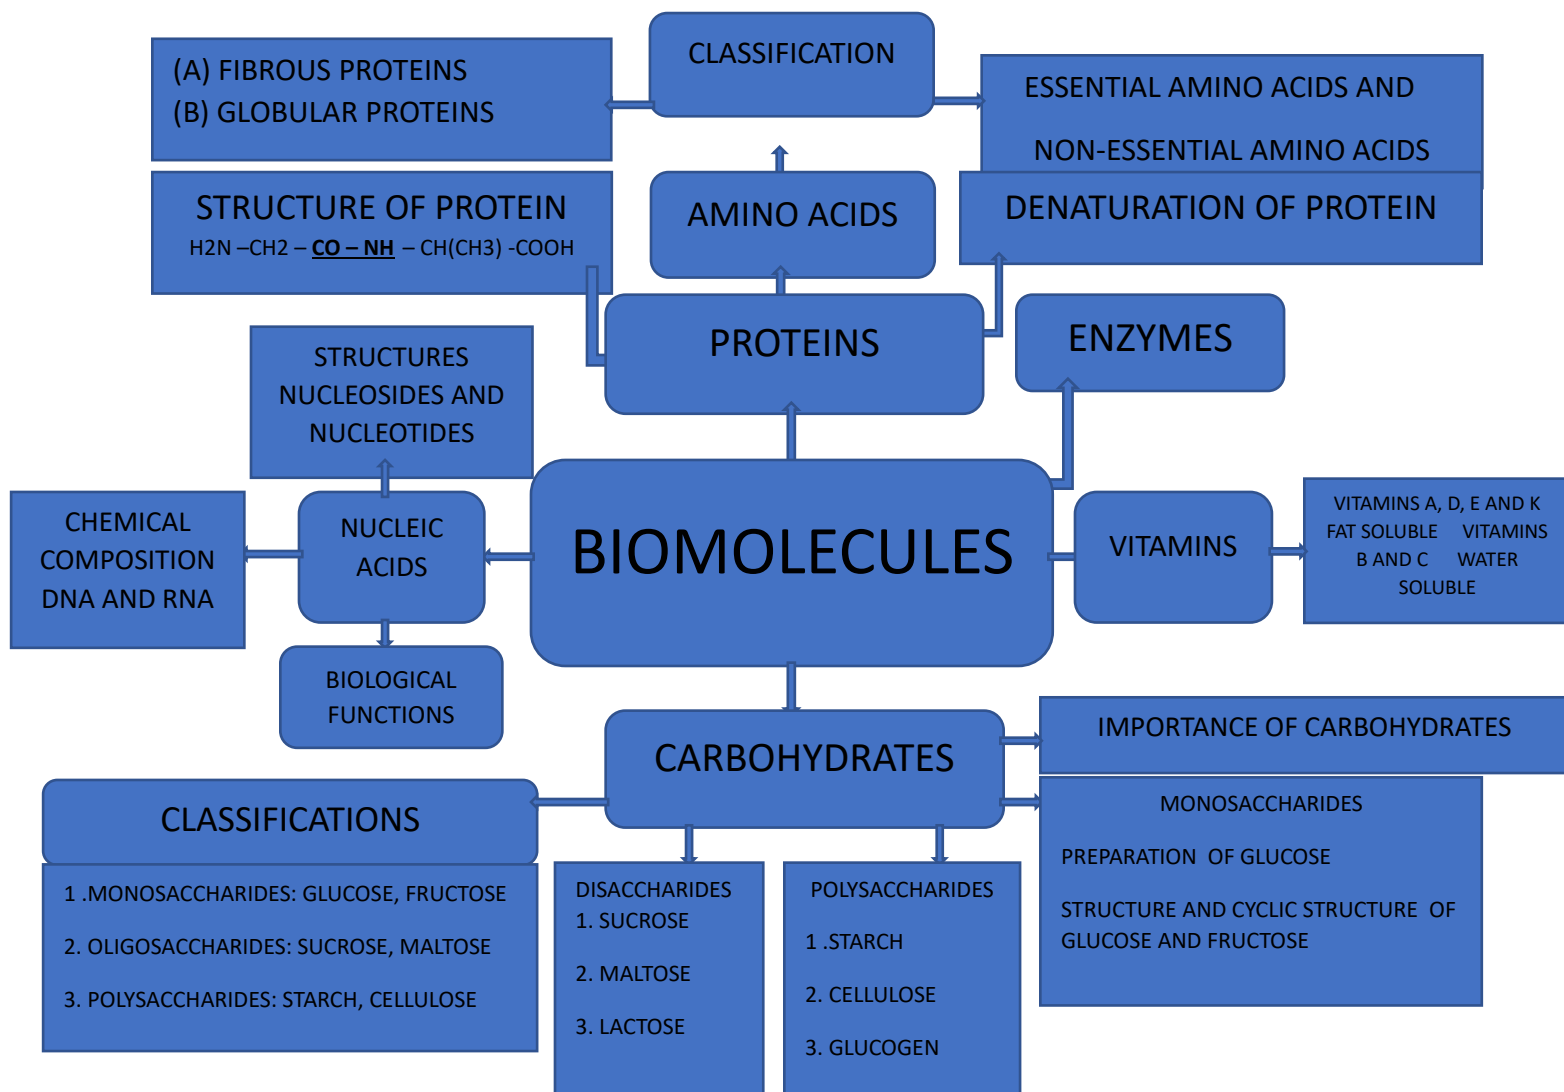 CLASSIFICATION
(A) FIBROUS PROTEINS
(B) GLOBULAR PROTEINS
ESSENTIAL AMINO ACIDS AND
NON-ESSENTIAL AMINO ACIDS
STRUCTURE OF PROTEIN
H2N –CH2 – CO – NH – CH(CH3) -COOH
AMINO ACIDS
DENATURATION OF PROTEIN
PROTEINS
ENZYMES
STRUCTURES
NUCLEOSIDES AND
NUCLEOTIDES
CHEMICAL
COMPOSITION
DNA AND RNA
NUCLEIC
ACIDS
BIOMOLECULES
VITAMINS
VITAMINS A, D, E AND K
FAT SOLUBLE VITAMINS
B AND C WATER
SOLUBLE
BIOLOGICAL
FUNCTIONS
CARBOHYDRATES
IMPORTANCE OF CARBOHYDRATES
CLASSIFICATIONS
1 .MONOSACCHARIDES: GLUCOSE, FRUCTOSE
2. OLIGOSACCHARIDES: SUCROSE, MALTOSE
3. POLYSACCHARIDES: STARCH, CELLULOSE
DISACCHARIDES
1. SUCROSE
2. MALTOSE
3. LACTOSE
POLYSACCHARIDES
1 .STARCH
2. CELLULOSE
3. GLUCOGEN
MONOSACCHARIDES
PREPARATION OF GLUCOSE
STRUCTURE AND CYCLIC STRUCTURE OF
GLUCOSE AND FRUCTOSE